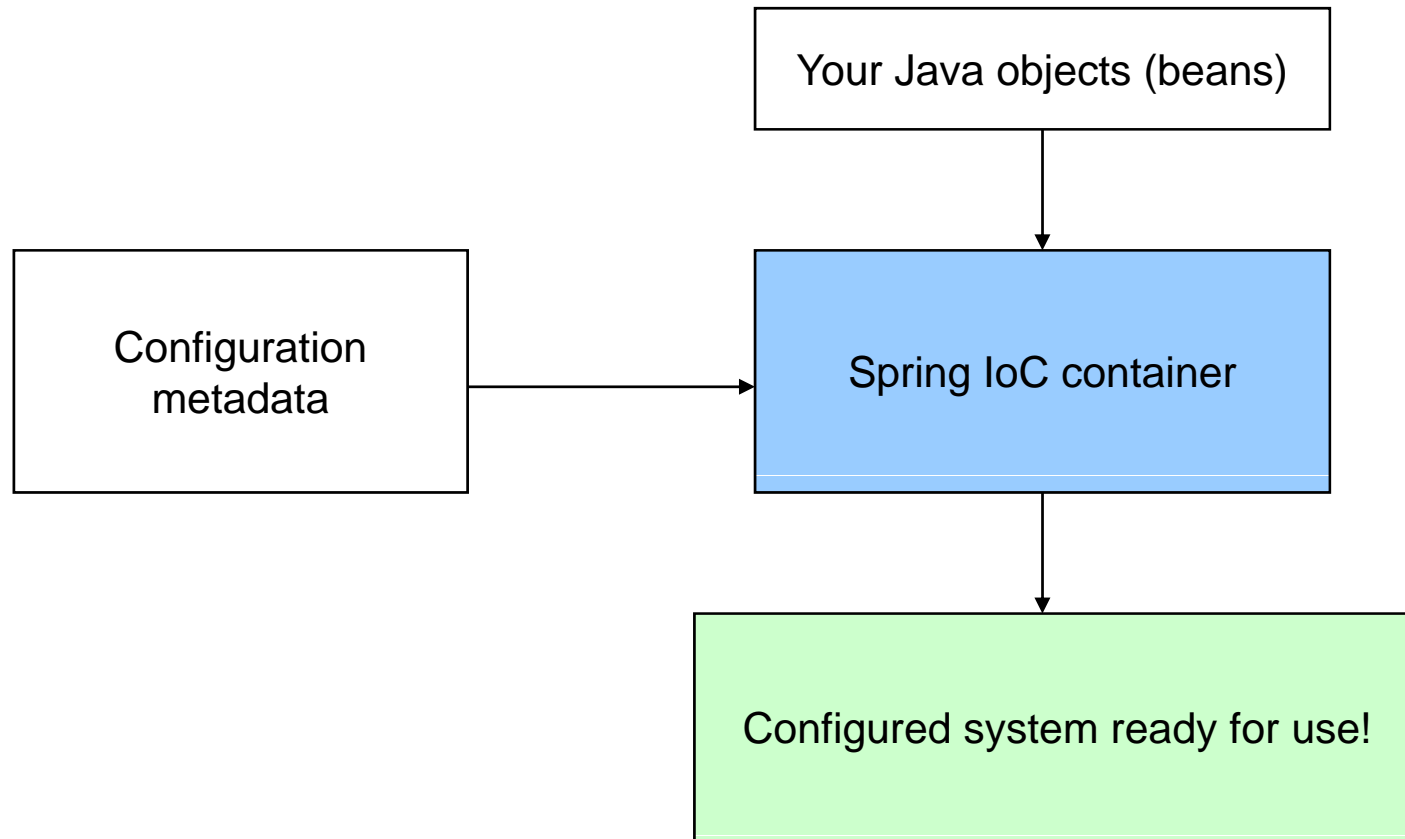 Your Java objects (beans)
Configuration
metadata
Spring IoC container
Configured system ready for use!